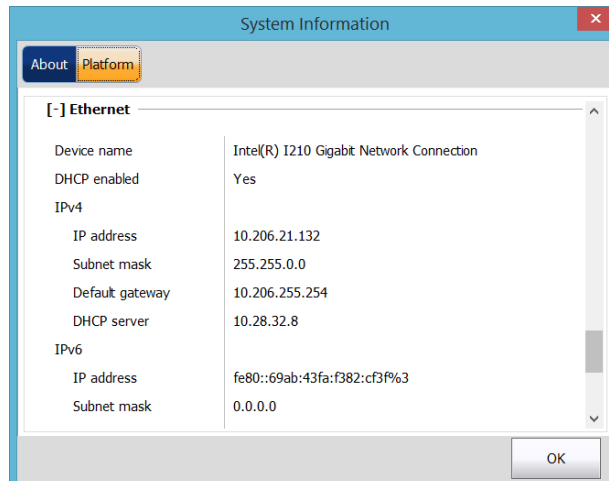 System Information
About Platform
[-] Ethernet
Device name Intel(R) I210 Gigabit Network Connection
DHCP enabled Yes
IPv4
IP address 10.206.21.132
Subnet mask 255.255.0.0
Default gateway 10.206.255.254
DHCP server 10.28.32.8
IPv6
IP address fe80::69ab:43fa:f382:cf3f%3
Subnet mask 0.0.0.0
OK